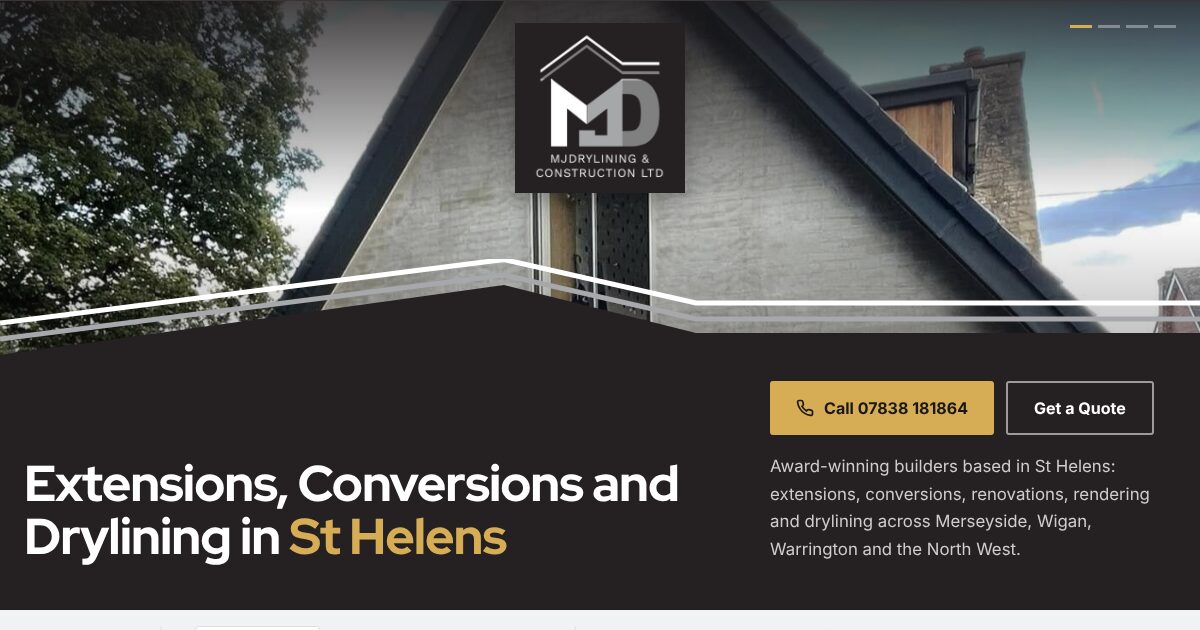 MD
MJDRYLINING &
CONSTRUCTION LTD
Call 07838 181864
Get a Quote
Extensions, Conversions and
Drylining in St Helens
Award-winning builders based in St Helens:
extensions, conversions, renovations, rendering
and drylining across Merseyside, Wigan,
Warrington and the North West.